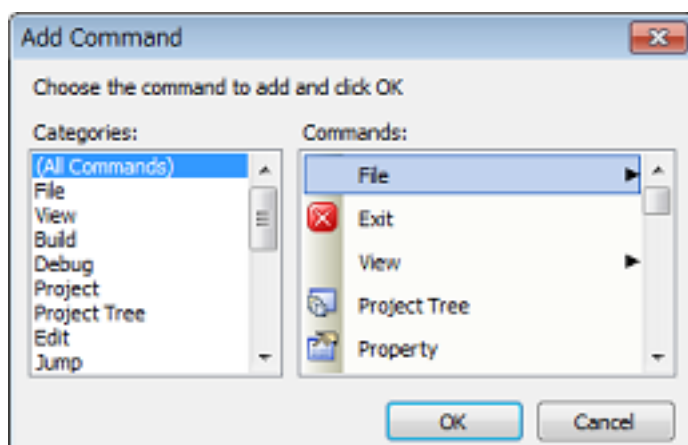 Add Command
Choose the command to add and click OK
Categories:
(All Commands)
File
View
Build
Debug
Project
Project Tree
Edit
Jump
Commands:
File
Exit
View
Project Tree
Property
OK
Cancel